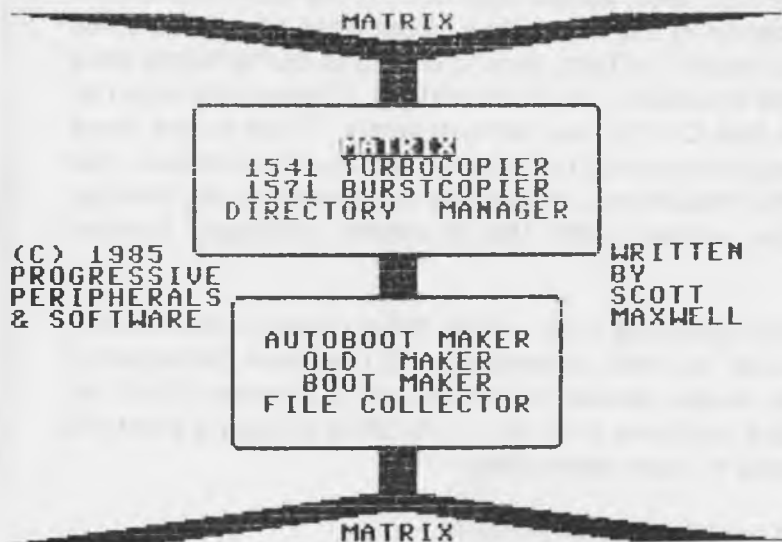 MATRIX
MATRIX
1541 TURBOCOPIER
1571 BURSTCOPIER
DIRECTORY MANAGER
(C) 1985
PROGRESSIVE
PERIPHERALS
& SOFTWARE
WRITTEN
BY
SCOTT
MAXWELL
AUTOBOOT MAKER
OLD MAKER
BOOT MAKER
FILE COLLECTOR
MATRIX